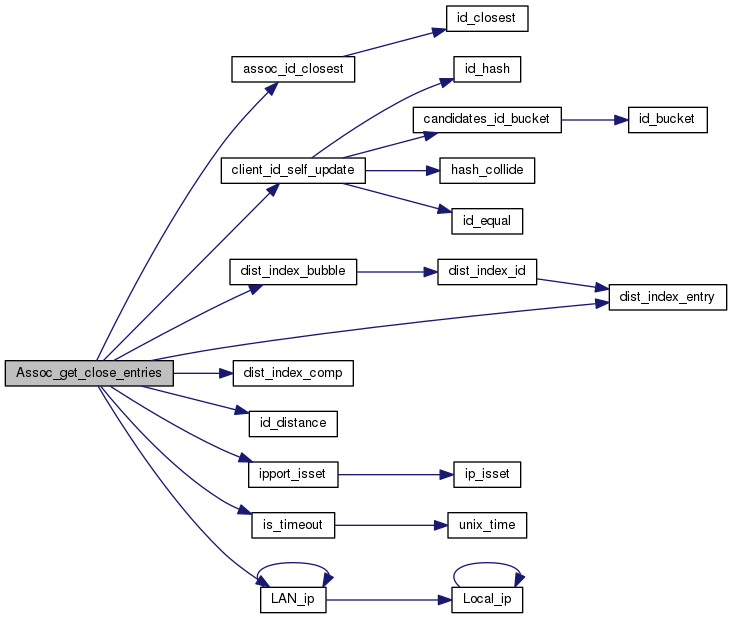 id_closest
assoc_id_closest
id_hash
candidates_id_bucket
id_bucket
client_id_self_update
hash_collide
id_equal
dist_index_bubble
dist_index_id
dist_index_entry
Assoc_get_close_entries
dist_index_comp
id_distance
ipport_isset
ip_isset
is_timeout
unix_time
LAN_ip
Local_ip